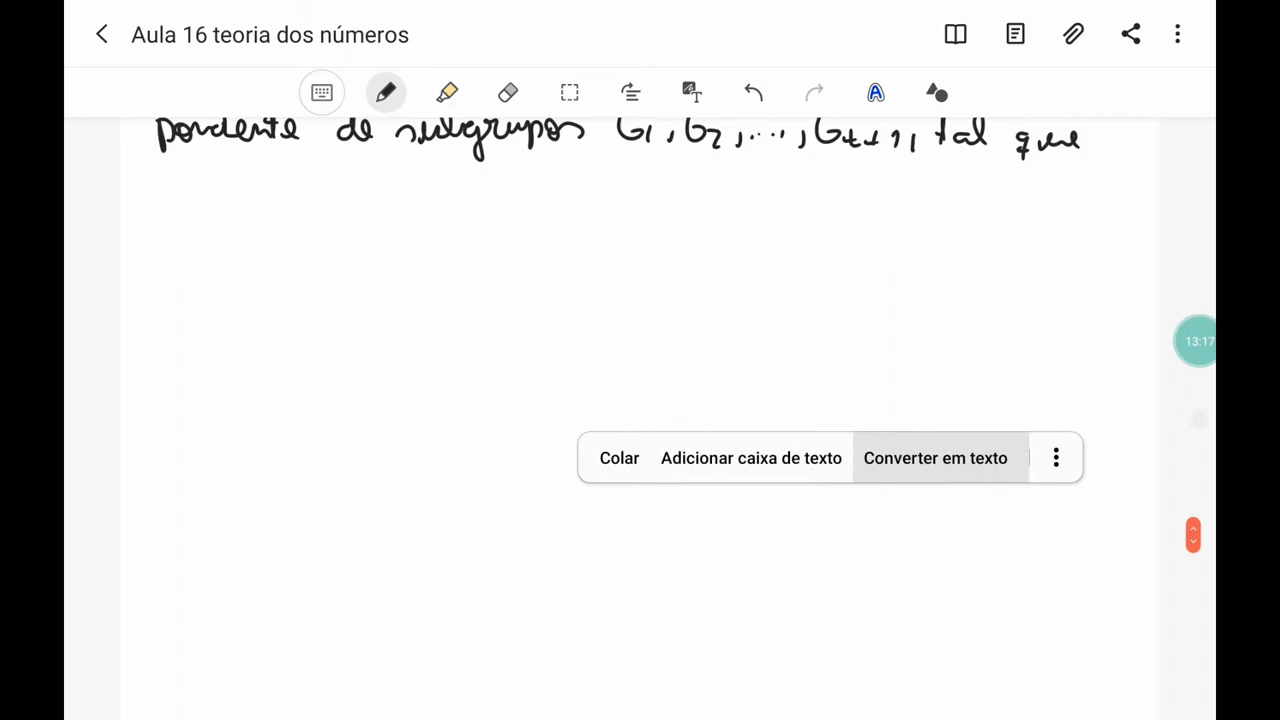 Aula 16 teoria dos números
pondente de subgrupos G₁, G₂, ..., Gₜ₊₁, tal que
13:17
Colar Adicionar caixa de texto Converter em texto